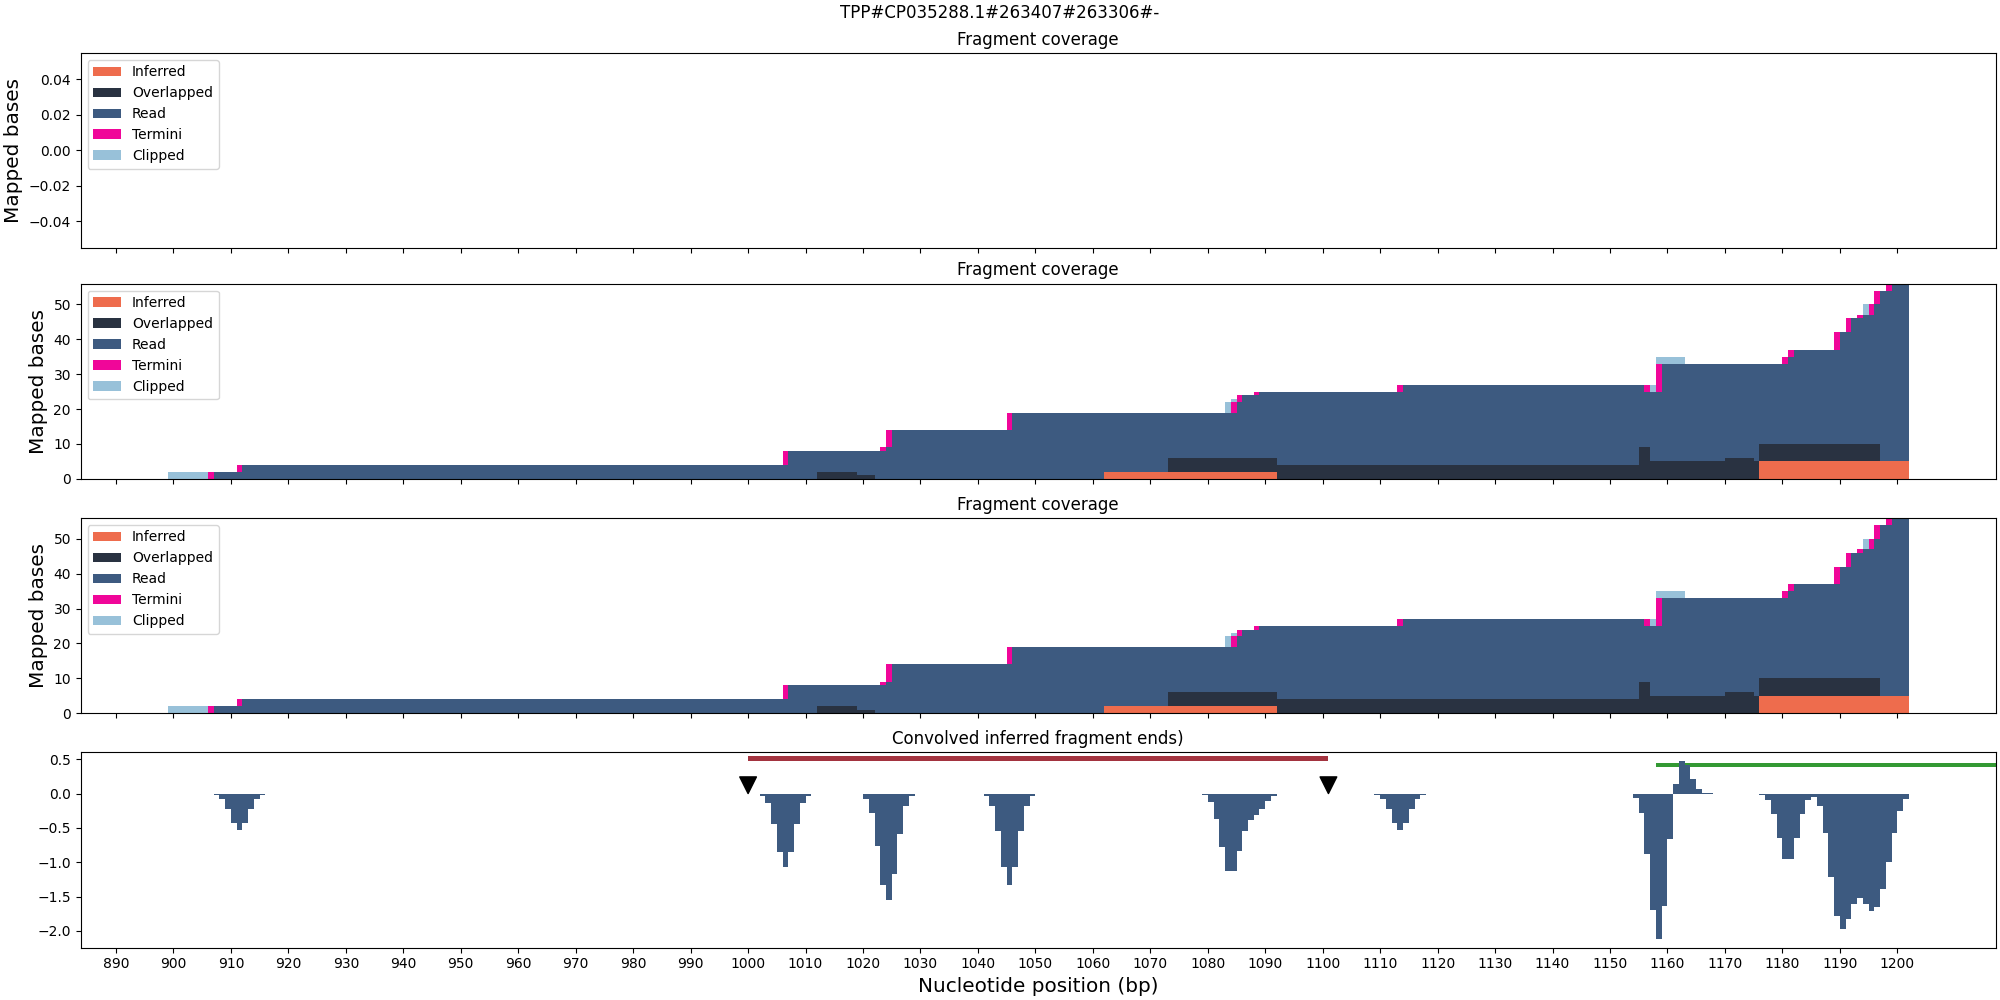 TPP#CP035288.1#263407#263306#-
Fragment coverage
Mapped bases
0.04
0.02
0.00
−0.02
−0.04
Inferred
Overlapped
Read
Termini
Clipped
Fragment coverage
Mapped bases
50
40
30
20
10
0
Inferred
Overlapped
Read
Termini
Clipped
Fragment coverage
Mapped bases
50
40
30
20
10
0
Inferred
Overlapped
Read
Termini
Clipped
Convolved inferred fragment ends)
0.5
0.0
−0.5
−1.0
−1.5
−2.0
890 900 910 920 930 940 950 960 970 980 990 1000 1010 1020 1030 1040 1050 1060 1070 1080 1090 1100 1110 1120 1130 1140 1150 1160 1170 1180 1190 1200
Nucleotide position (bp)